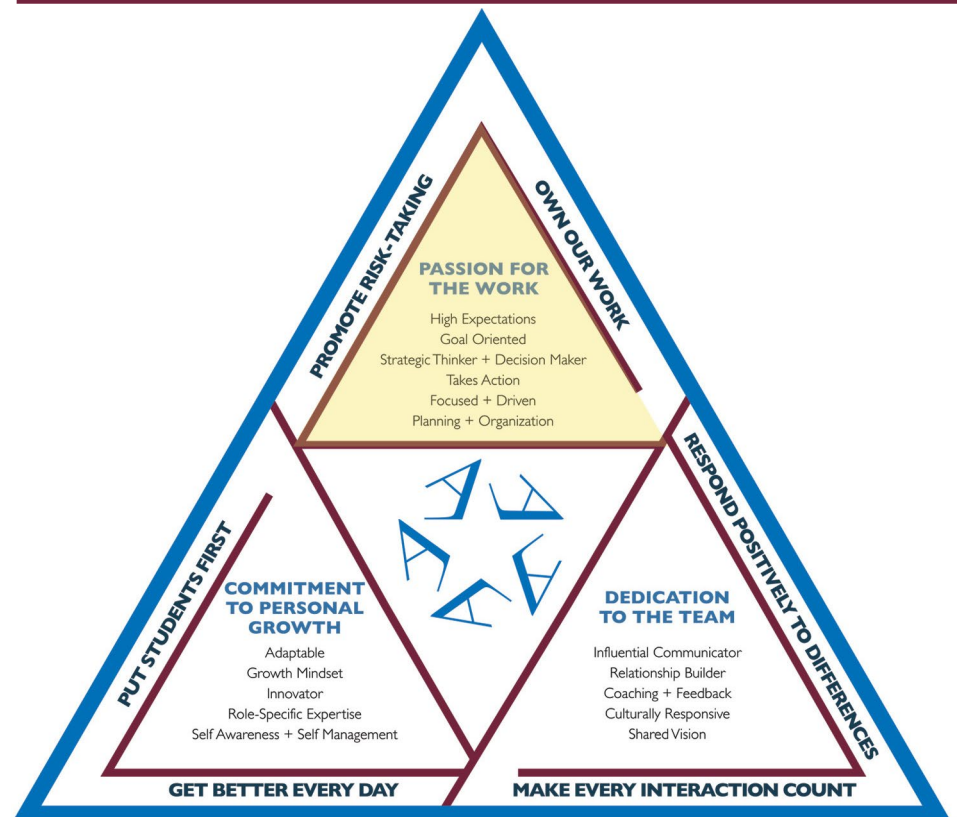 PROMOTE RISK-TAKING
OWN OUR WORK
PASSION FOR
THE WORK
High Expectations
Goal Oriented
Strategic Thinker + Decision Maker
Takes Action
Focused + Driven
Planning + Organization
PUT STUDENTS FIRST
RESPOND POSITIVELY TO DIFFERENCES
COMMITMENT
TO PERSONAL
GROWTH
Adaptable
Growth Mindset
Innovator
Role-Specific Expertise
Self Awareness + Self Management
A
A
A
A
A
DEDICATION
TO THE TEAM
Influential Communicator
Relationship Builder
Coaching + Feedback
Culturally Responsive
Shared Vision
GET BETTER EVERY DAY
MAKE EVERY INTERACTION COUNT